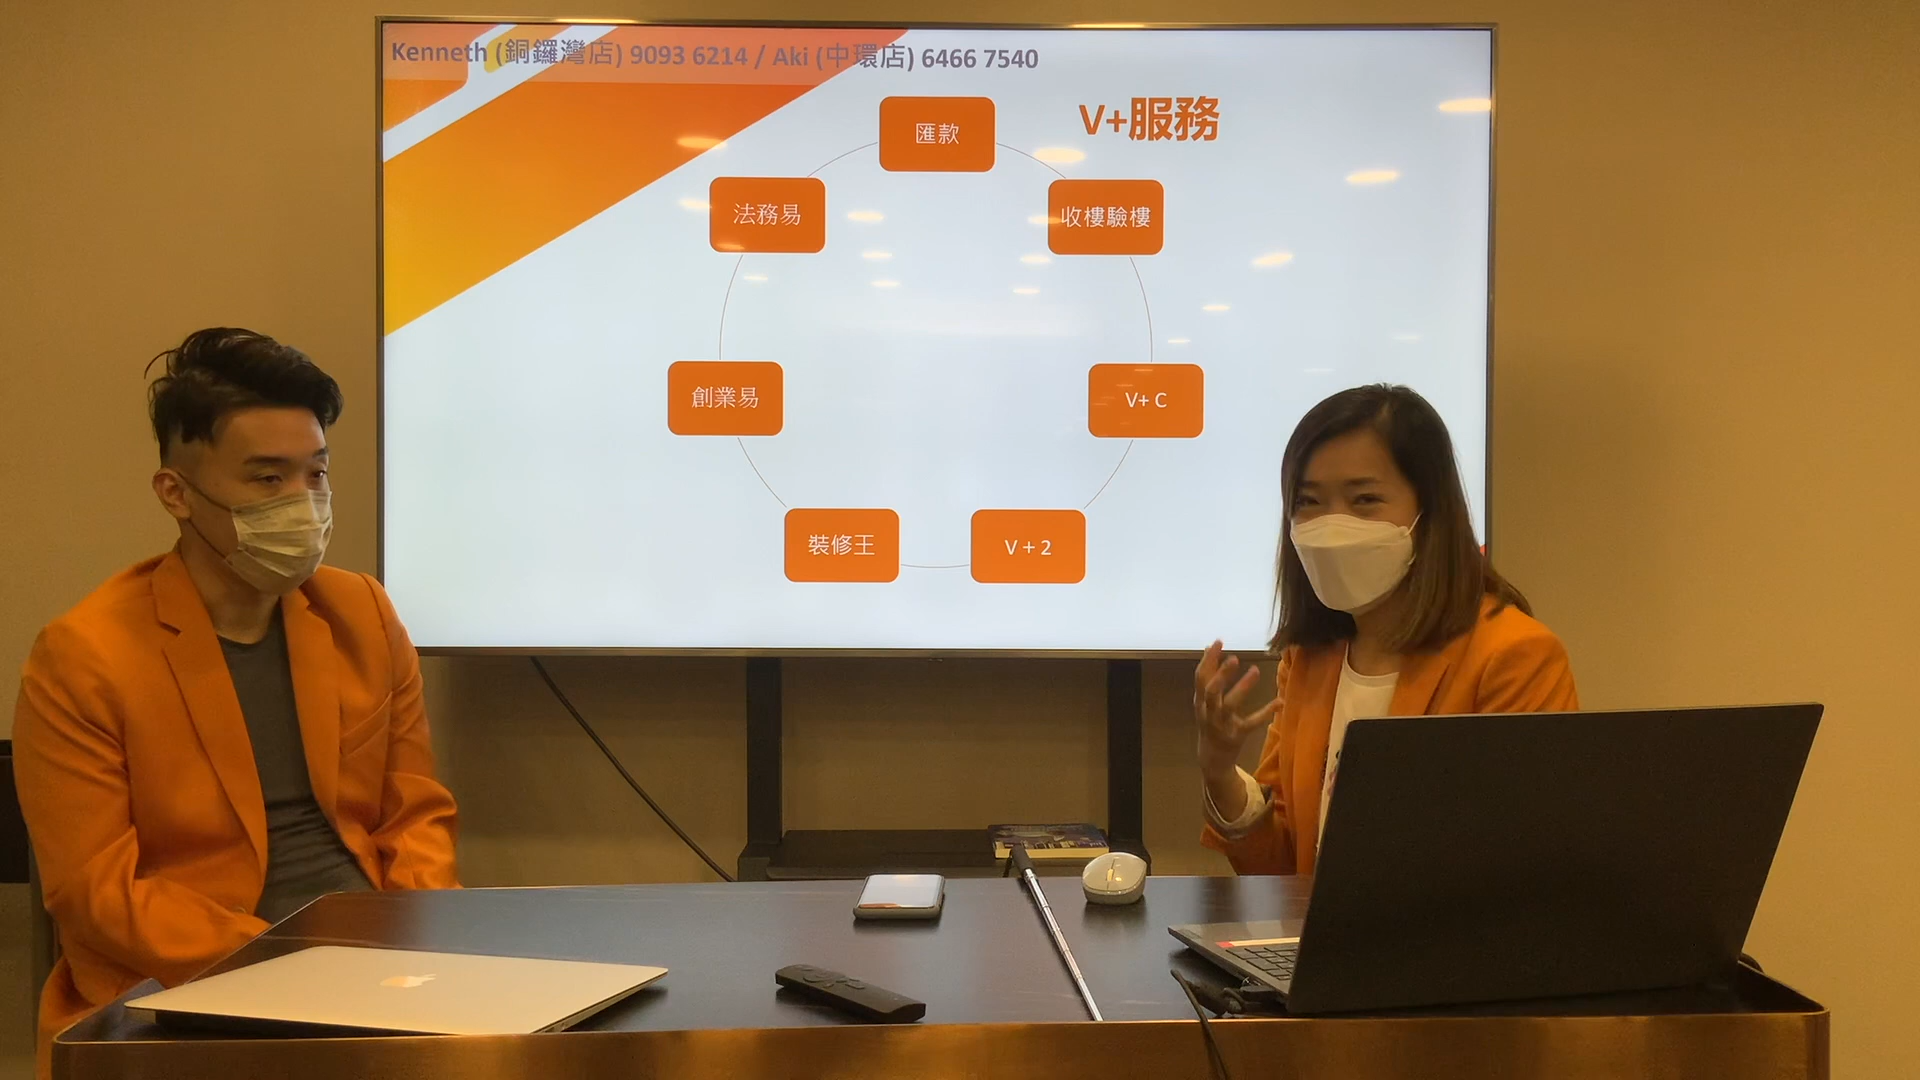 Kenneth (銅鑼灣店) 9093 6214 / Aki (中環店) 6466 7540
V+服務
匯款
法務易
收樓驗樓
創業易
V+ C
裝修王
V + 2